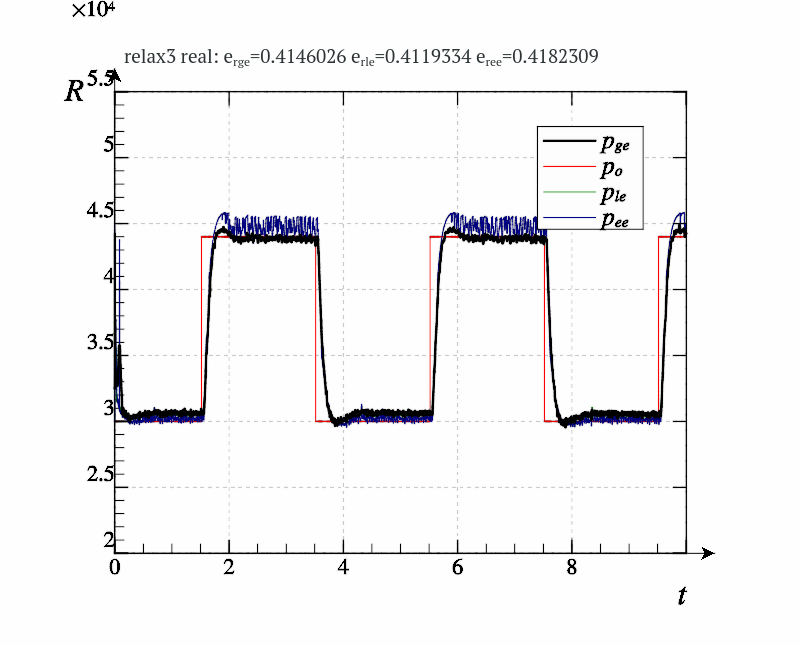 ×10⁴
relax3 real: e_rge=0.4146026 e_rle=0.4119334 e_ree=0.4182309
R
5.5
5
4.5
4
3.5
3
2.5
2
p_ge
p_o
p_le
p_ee
0 2 4 6 8
t